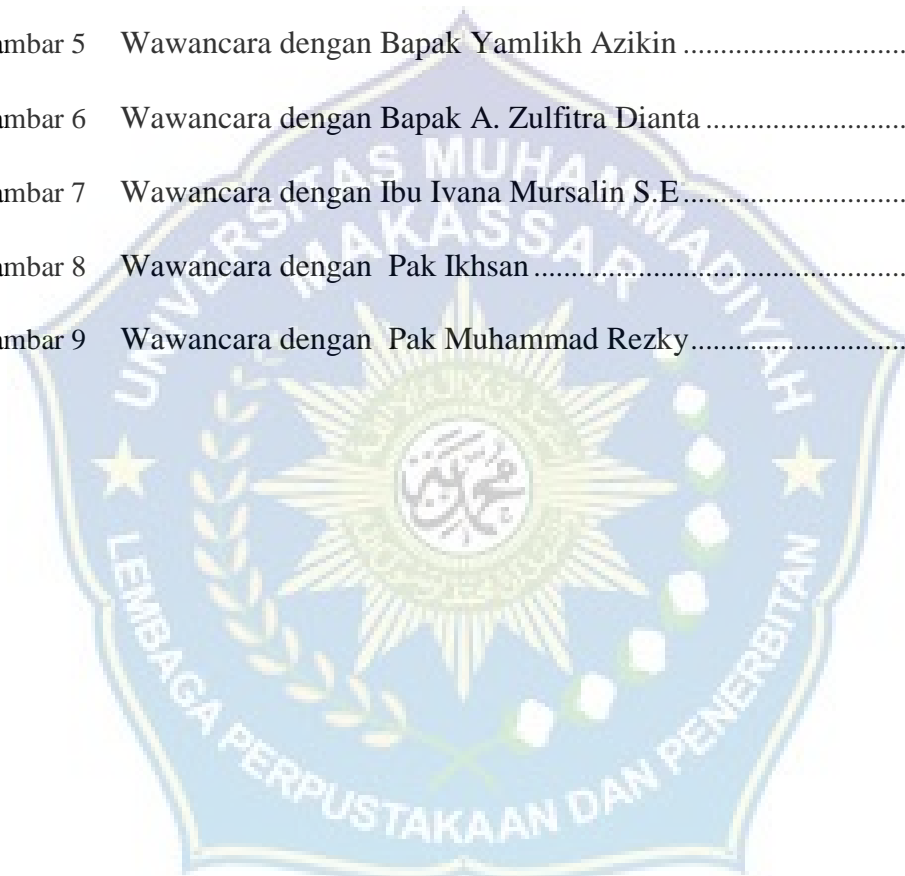 ambar 5 Wawancara dengan Bapak Yamlikh Azikin ................................
ambar 6 Wawancara dengan Bapak A. Zulfitra Dianta .............................
ambar 7 Wawancara dengan Ibu Ivana Mursalin S.E ................................
ambar 8 Wawancara dengan Pak Ikhsan ..................................................
ambar 9 Wawancara dengan Pak Muhammad Rezky ...............................
UNIVERSITAS MUHAMMADIYAH
MAKASSAR
LEMBAGA PERPUSTAKAAN DAN PENERBITAN